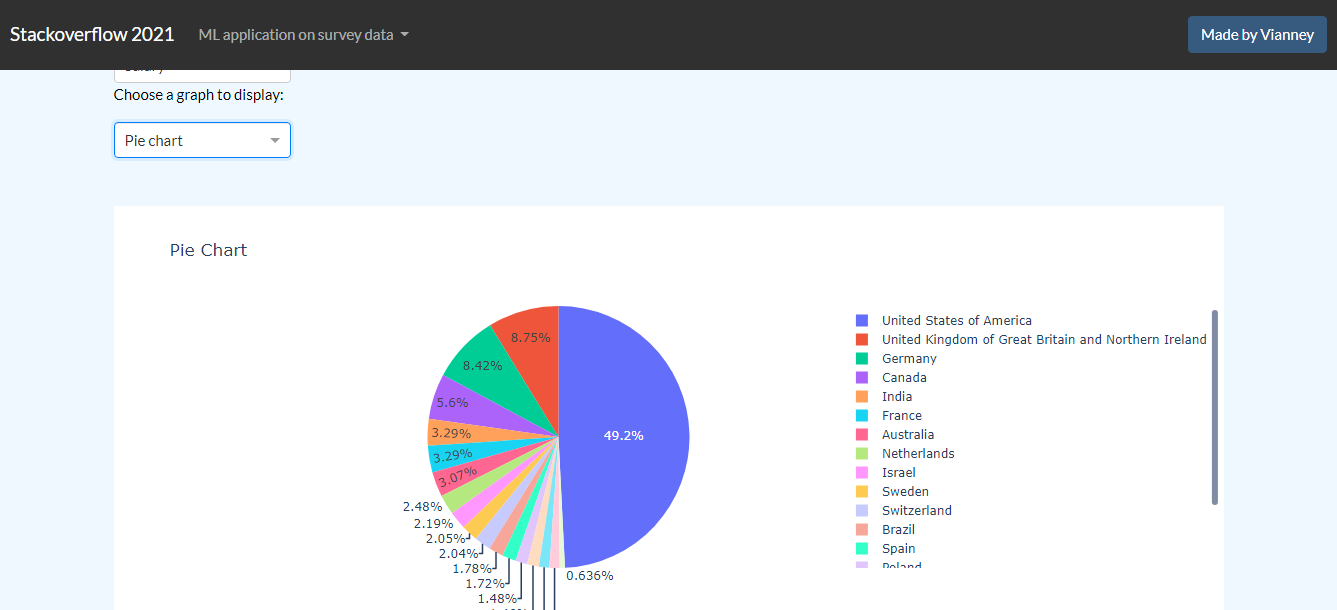 Stackoverflow 2021
ML application on survey data
Made by Vianney
Choose a graph to display:
Pie chart
Pie Chart
8.75%
8.42%
5.6%
3.29%
3.29%
3.07%
49.2%
2.48%
2.19%
2.05%
2.04%
1.78%
1.72%
1.48%
0.636%
United States of America
United Kingdom of Great Britain and Northern Ireland
Germany
Canada
India
France
Australia
Netherlands
Israel
Sweden
Switzerland
Brazil
Spain
Poland